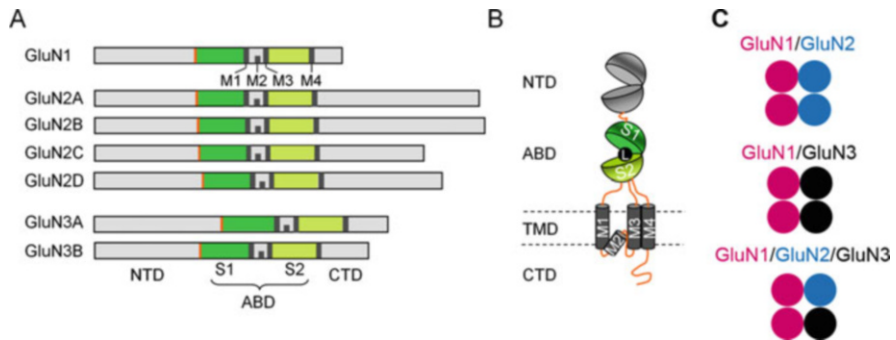 A
GluN1
M1 M2 M3 M4
GluN2A
GluN2B
GluN2C
GluN2D
GluN3A
GluN3B
NTD S1 S2 CTD
ABD
B
NTD
S1
ABD
L
S2
TMD
M1 M2 M3 M4
CTD
C
GluN1/GluN2
GluN1/GluN3
GluN1/GluN2/GluN3